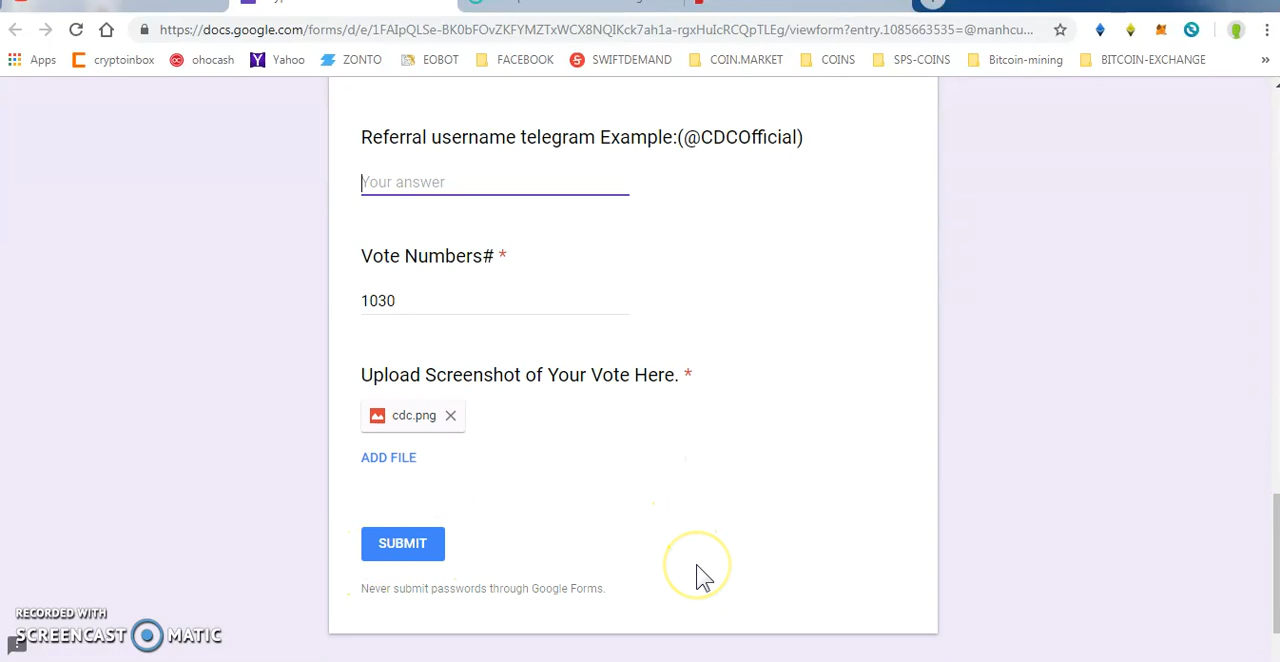 https://docs.google.com/forms/d/e/1FAIpQLSe-BK0bFOvZKFYMZTxWCX8NQIKck7ah1a-rgxHuIcRCQpTLEg/viewform?entry.1085663535=@manhcu...
Apps cryptoinbox ohocash Yahoo ZONTO EOBOT FACEBOOK SWIFTDEMAND COIN.MARKET COINS SPS-COINS Bitcoin-mining BITCOIN-EXCHANGE »
Referral username telegram Example:(@CDCOfficial)
Your answer
Vote Numbers# *
1030
Upload Screenshot of Your Vote Here. *
cdc.png
ADD FILE
SUBMIT
Never submit passwords through Google Forms.
RECORDED WITH
SCREENCAST MATIC